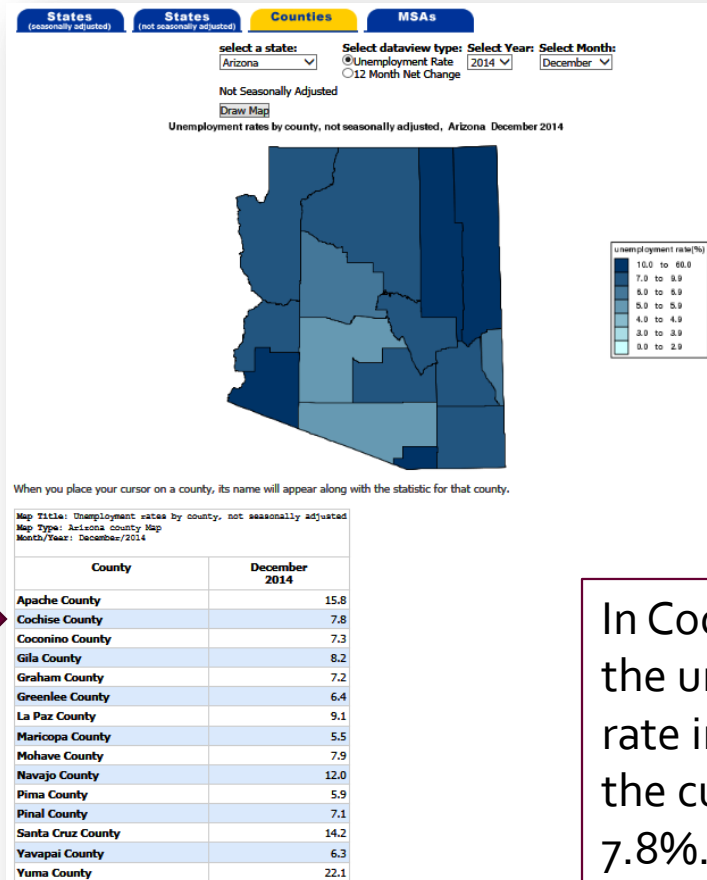 States
(seasonally adjusted)
States
(not seasonally adjusted)
Counties
MSAs
select a state:
Arizona
Select dataview type:
Unemployment Rate
12 Month Net Change
Select Year:
2014
Select Month:
December
Not Seasonally Adjusted
Draw Map
Unemployment rates by county, not seasonally adjusted, Arizona December 2014
unemployment rate(%)
10.0 to 60.0
7.0 to 9.9
6.0 to 6.9
5.0 to 5.9
4.0 to 4.9
3.0 to 3.9
0.0 to 2.9
When you place your cursor on a county, its name will appear along with the statistic for that county.
Map Title: Unemployment rates by county, not seasonally adjusted
Map Type: Arizona county Map
Month/Year: December/2014
County December 2014
Apache County 15.8
Cochise County 7.8
Coconino County 7.3
Gila County 8.2
Graham County 7.2
Greenlee County 6.4
La Paz County 9.1
Maricopa County 5.5
Mohave County 7.9
Navajo County 12.0
Pima County 5.9
Pinal County 7.1
Santa Cruz County 14.2
Yavapai County 6.3
Yuma County 22.1
In Coc
the u
rate i
the cu
7.8%.